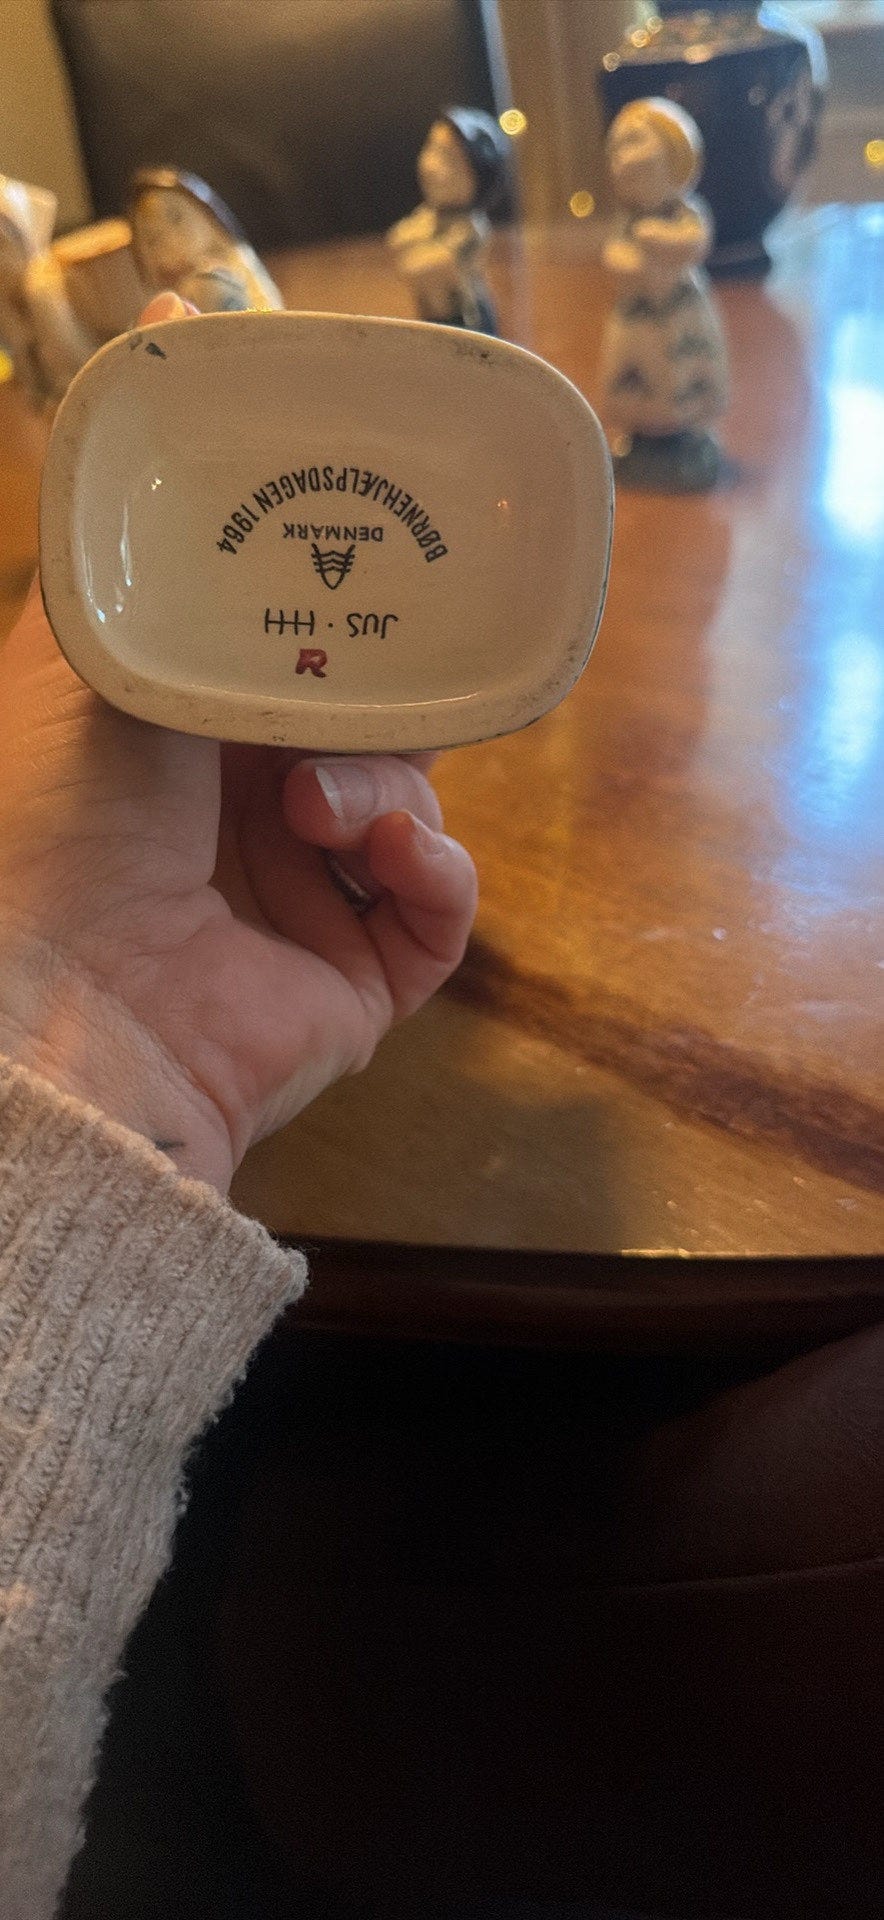 BØRNEHJÆLPSDAGEN 1964
DENMARK
JUS · HH
R